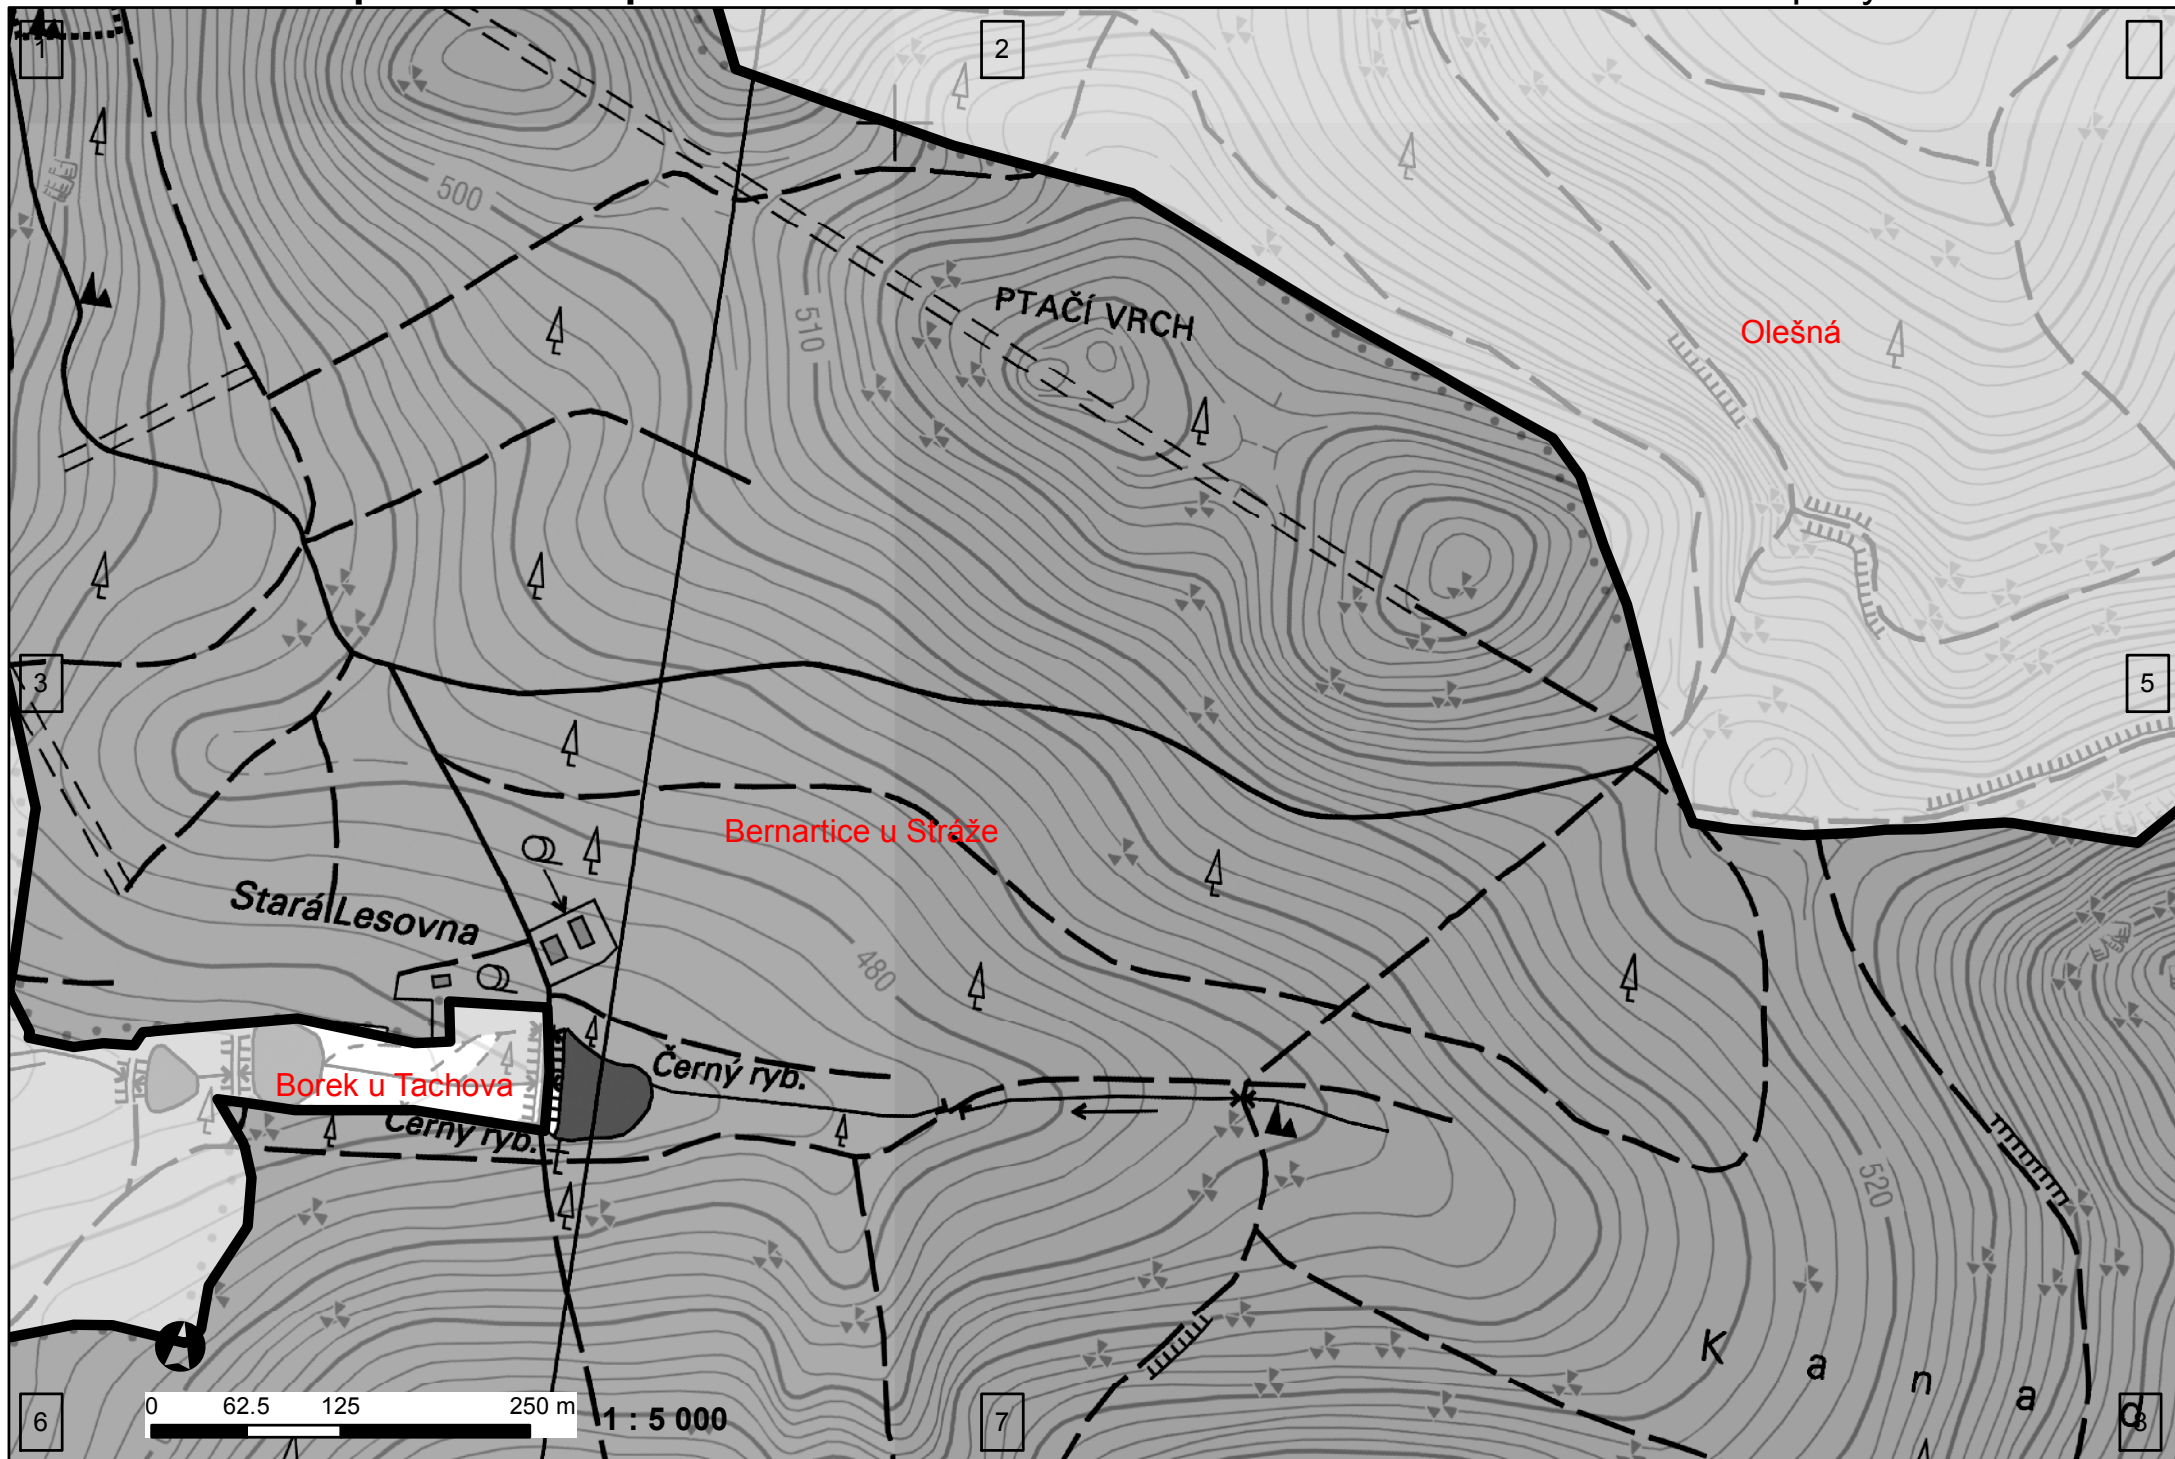 1
2
500
PTAČÍ VRCH
510
Olešná
3
5
Bernartice u Stráže
Stará Lesovna
480
Černý ryb.
Borek u Tachova
Černý ryb.
520
K a n a d
0 62.5 125 250 m
1 : 5 000
6
7
8